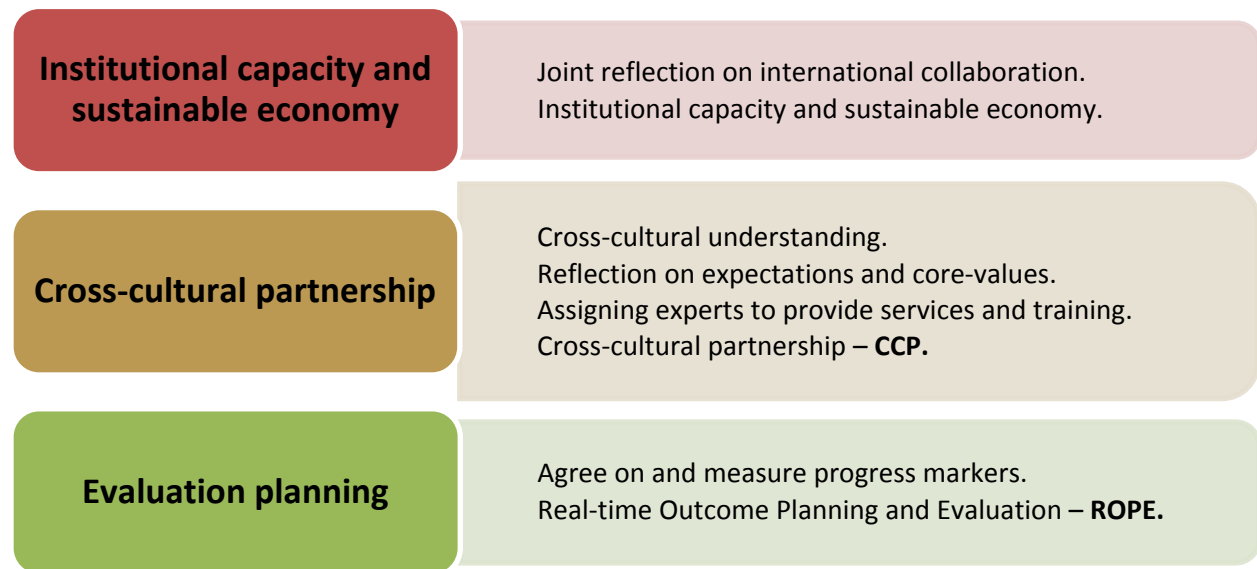 Institutional capacity and
sustainable economy
Joint reflection on international collaboration.
Institutional capacity and sustainable economy.
Cross-cultural partnership
Cross-cultural understanding.
Reflection on expectations and core-values.
Assigning experts to provide services and training.
Cross-cultural partnership – CCP.
Evaluation planning
Agree on and measure progress markers.
Real-time Outcome Planning and Evaluation – ROPE.